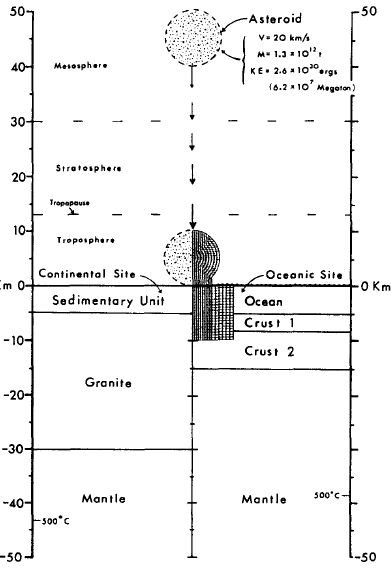 50
50
Asteroid
V = 20 km/s
M = 1.3 × 10¹² t
KE = 2.6 × 10³⁰ ergs
(6.2 × 10⁷ Megaton)
40
Mesosphere
40
30
30
Stratosphere
20
20
Tropopause
10
10
Troposphere
Continental Site
Oceanic Site
Km 0
0 Km
Sedimentary Unit
Ocean
Crust 1
-10
-10
Crust 2
Granite
-20
-20
-30
-30
Mantle
Mantle
500°C
-40
-40
500°C
-50
-50